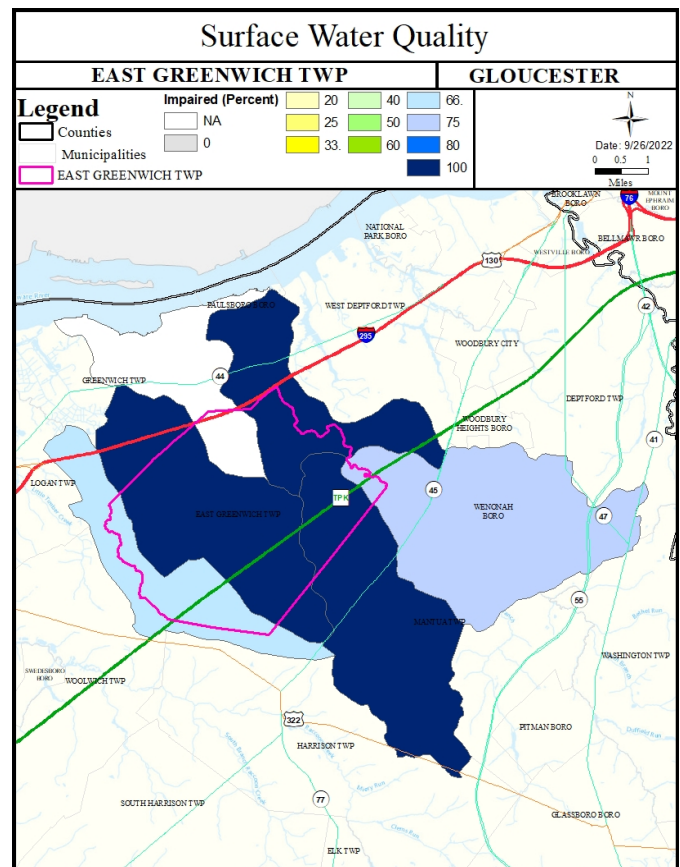 Surface Water Quality
EAST GREENWICH TWP
GLOUCESTER
Legend
Counties
Municipalities
EAST GREENWICH TWP
Impaired (Percent)
NA
0
20
25
33.
40
50
60
66.
75
80
100
N
Date: 9/26/2022
0 0.5 1
Miles
BROOKLAWN
BORO
MOUNT
EPHRAIM
BORO
76
NATIONAL
PARK BORO
BELLMAWR BORO
WESTVILLE BORO
130
PAULSBORO BORO
WEST DEPTFORD TWP
42
295
WOODBURY CITY
44
GREENWICH TWP
DEPTFORD TWP
WOODBURY
HEIGHTS BORO
41
LOGAN TWP
45
TPK
WENONAH
BORO
EAST GREENWICH TWP
47
55
MANTUA TWP
WASHINGTON TWP
SWEDESBORO
BORO
WOOLWICH TWP
322
PITMAN BORO
HARRISON TWP
77
SOUTH HARRISON TWP
GLASSBORO BORO
ELK TWP